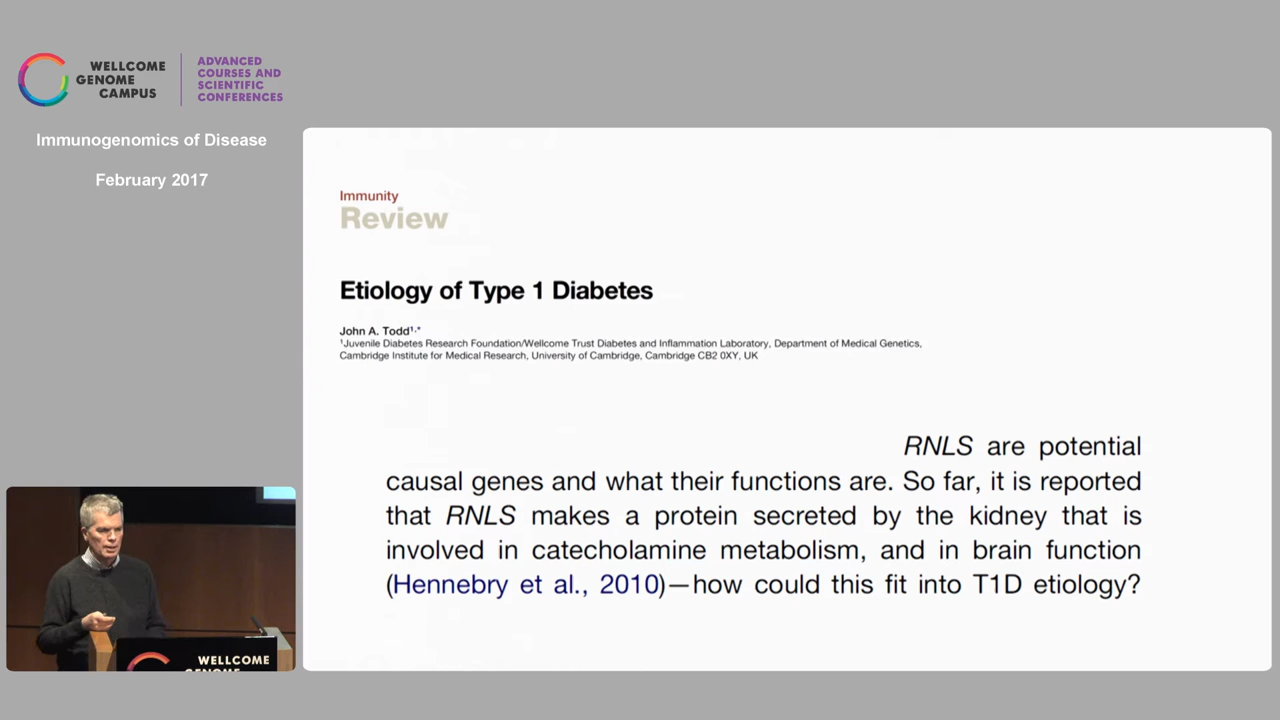 WELLCOME
GENOME
CAMPUS
ADVANCED
COURSES AND
SCIENTIFIC
CONFERENCES
Immunogenomics of Disease
February 2017
Immunity
Review
Etiology of Type 1 Diabetes
John A. Todd¹,*
¹Juvenile Diabetes Research Foundation/Wellcome Trust Diabetes and Inflammation Laboratory, Department of Medical Genetics,
Cambridge Institute for Medical Research, University of Cambridge, Cambridge CB2 0XY, UK
RNLS are potential
causal genes and what their functions are. So far, it is reported
that RNLS makes a protein secreted by the kidney that is
involved in catecholamine metabolism, and in brain function
(Hennebry et al., 2010)—how could this fit into T1D etiology?
WELLCOME
GENOME